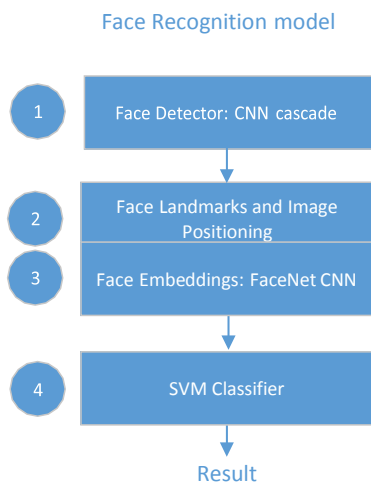 Face Recognition model
1
Face Detector: CNN cascade
2
Face Landmarks and Image
Positioning
3
Face Embeddings: FaceNet CNN
4
SVM Classifier
Result